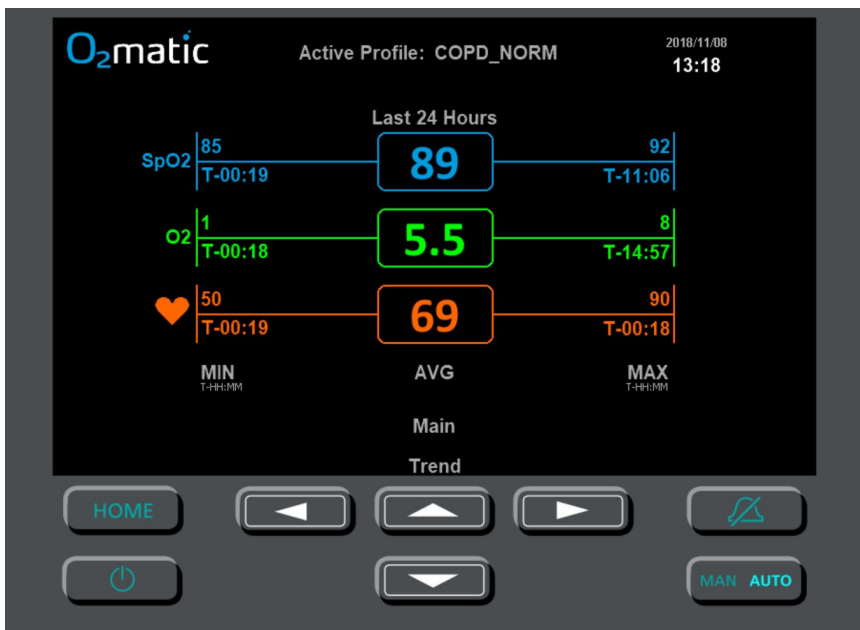 O2matic
Active Profile: COPD_NORM
2018/11/08
13:18
Last 24 Hours
SpO2 85 89 92
T-00:19 T-11:06
O2 1 5.5 8
T-00:18 T-14:57
50 69 90
T-00:19 T-00:18
MIN AVG MAX
T-HH:MM T-HH:MM
Main
Trend
HOME
MAN AUTO